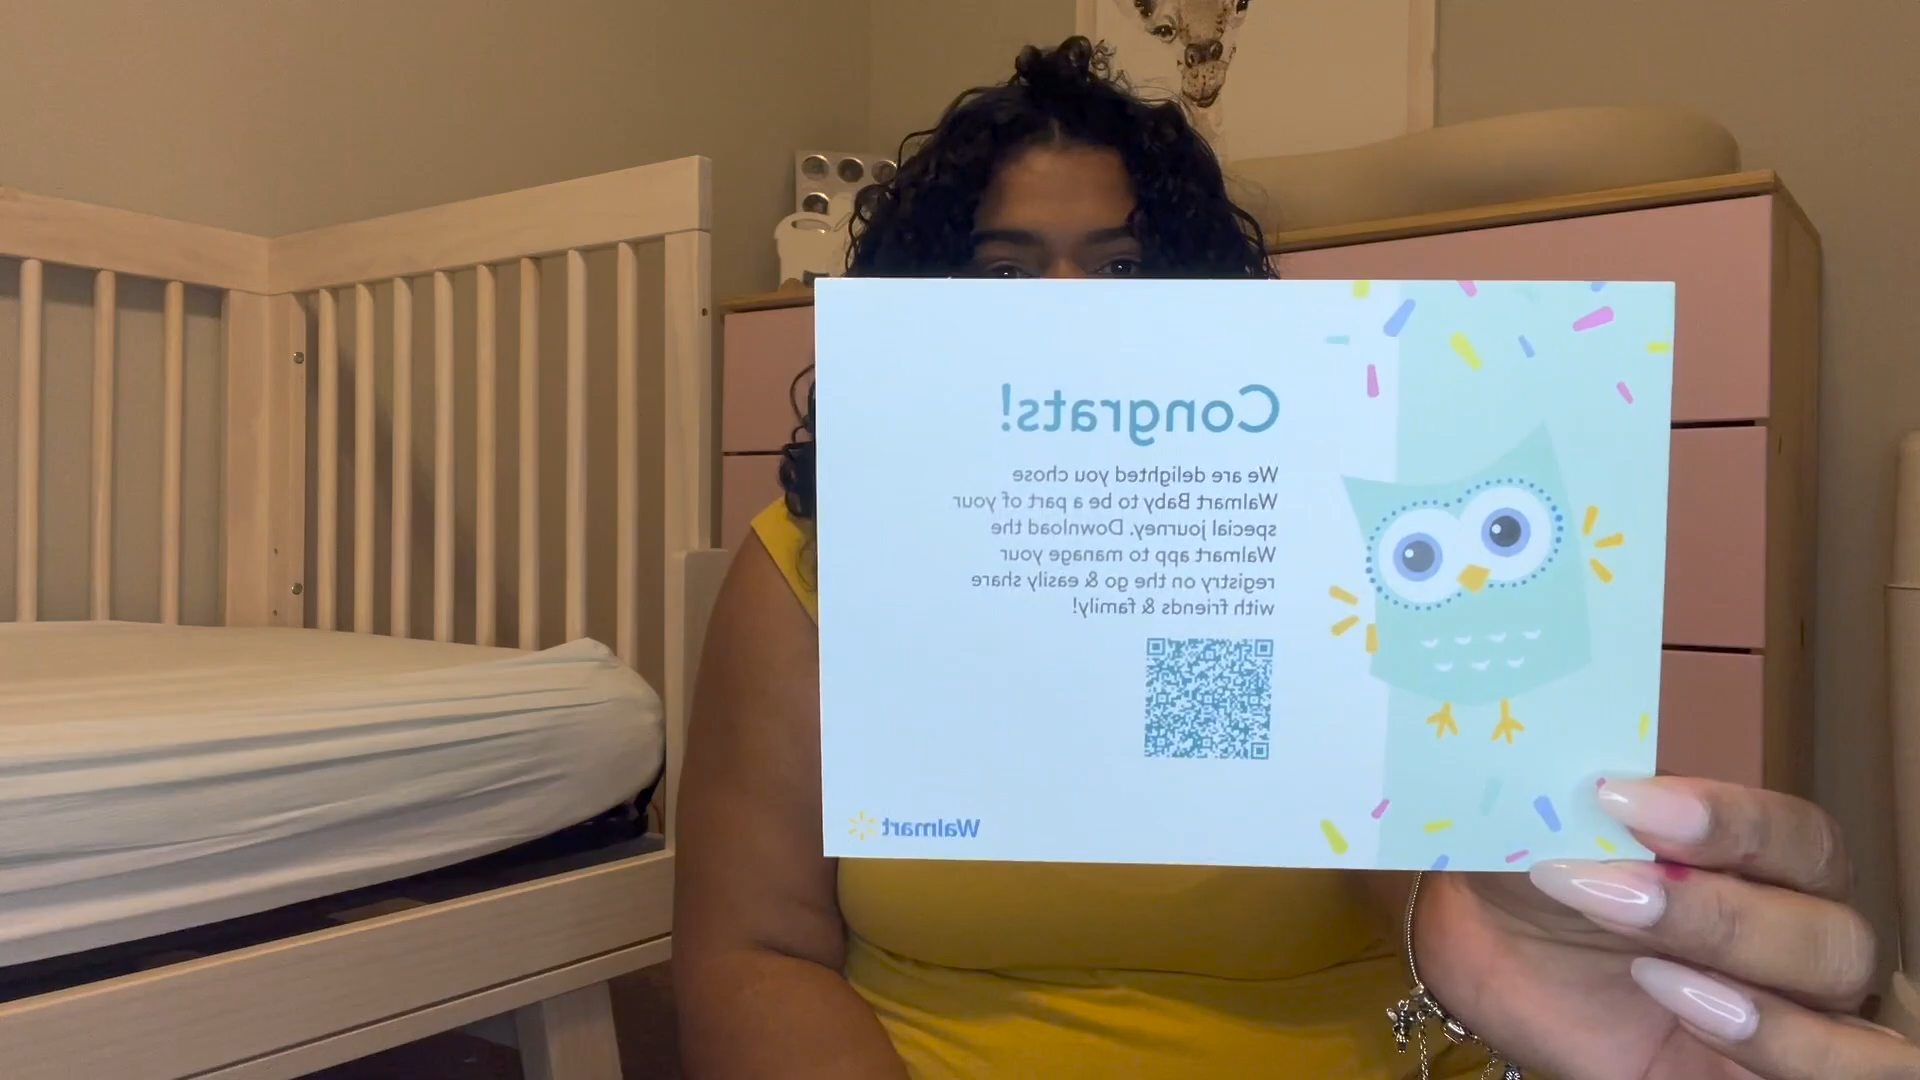 Congrats!
We are delighted you chose
Walmart Baby to be a part of your
special journey. Download the
Walmart app to manage your
registry on the go & easily share
with friends & family!
Walmart